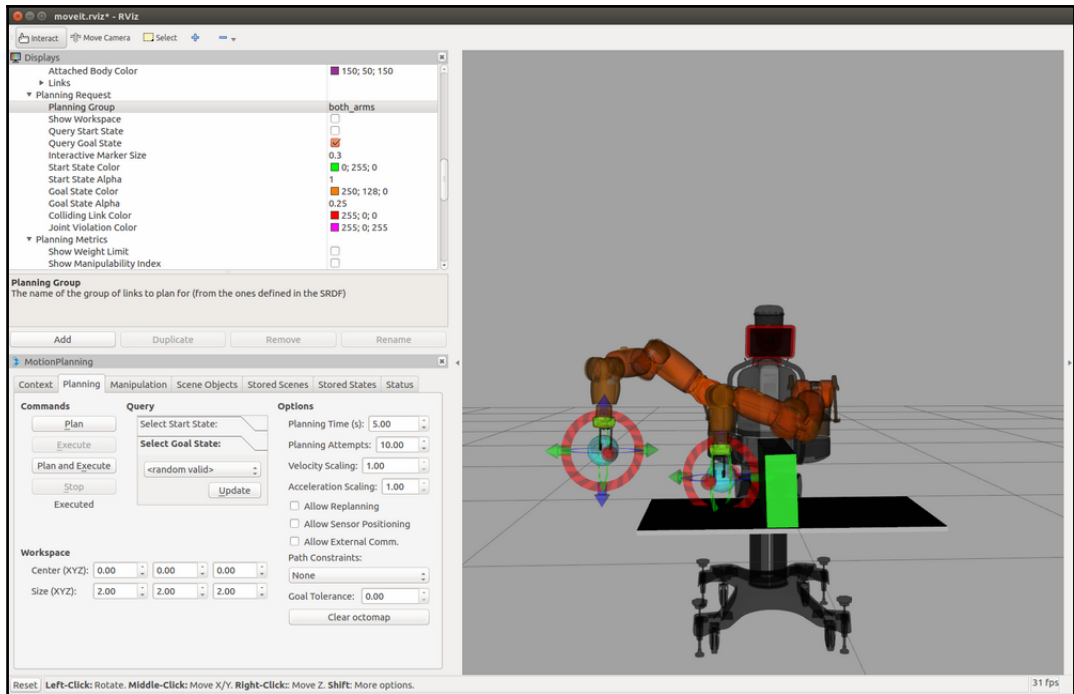 moveit.rviz* - RViz
Interact Move Camera Select
Displays
Attached Body Color 150; 50; 150
Links
Planning Request
Planning Group both_arms
Show Workspace
Query Start State
Query Goal State
Interactive Marker Size 0.3
Start State Color 0; 255; 0
Start State Alpha 1
Goal State Color 250; 128; 0
Goal State Alpha 0.25
Colliding Link Color 255; 0; 0
Joint Violation Color 255; 0; 255
Planning Metrics
Show Weight Limit
Show Manipulability Index
Planning Group
The name of the group of links to plan for (from the ones defined in the SRDF)
Add Duplicate Remove Rename
MotionPlanning
Context Planning Manipulation Scene Objects Stored Scenes Stored States Status
Commands Query Options
Plan Select Start State: Planning Time (s): 5.00
Execute Select Goal State: Planning Attempts: 10.00
Plan and Execute <random valid> Velocity Scaling: 1.00
Stop Update Acceleration Scaling: 1.00
Executed Allow Replanning
Allow Sensor Positioning
Allow External Comm.
Workspace Path Constraints:
Center (XYZ): 0.00 0.00 0.00 None
Size (XYZ): 2.00 2.00 2.00 Goal Tolerance: 0.00
Clear octomap
Reset Left-Click: Rotate. Middle-Click: Move X/Y. Right-Click:: Move Z. Shift: More options. 31 fps